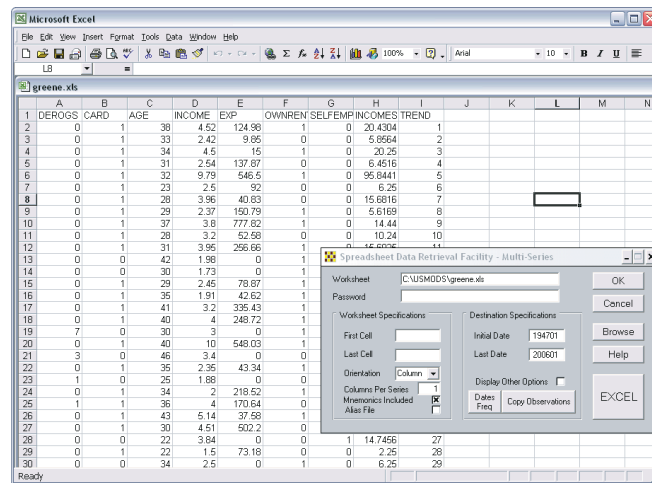 Microsoft Excel
File Edit View Insert Format Tools Data Window Help
100% Arial 10 B I U
L8 =
greene.xls
A B C D E F G H I J K L M N
1 DEROGS CARD AGE INCOME EXP OWNREN SELFEMP INCOMES TREND
2 0 1 38 4.52 124.98 1 0 20.4304 1
3 0 1 33 2.42 9.85 0 0 5.8564 2
4 0 1 34 4.5 15 1 0 20.25 3
5 0 1 31 2.54 137.87 0 0 6.4516 4
6 0 1 32 9.79 546.5 1 0 95.8441 5
7 0 1 23 2.5 92 0 0 6.25 6
8 0 1 28 3.96 40.83 0 0 15.6816 7
9 0 1 29 2.37 150.79 1 0 5.6169 8
10 0 1 37 3.8 777.82 1 0 14.44 9
11 0 1 28 3.2 52.58 0 0 10.24 10
12 0 1 31 3.95 256.66 1
13 0 0 42 1.98 0 1
14 0 0 30 1.73 0 1
15 0 1 29 2.45 78.87 1
16 0 1 35 1.91 42.62 1
17 0 1 41 3.2 335.43 1
18 0 1 40 4 248.72 1
19 7 0 30 3 0 1
20 0 1 40 10 548.03 1
21 3 0 46 3.4 0 0
22 0 1 35 2.35 43.34 1
23 1 0 25 1.88 0 0
24 0 1 34 2 218.52 1
25 1 1 36 4 170.64 0
26 0 1 43 5.14 37.58 1
27 0 1 30 4.51 502.2 0
28 0 0 22 3.84 0 0 1 14.7456 27
29 0 1 22 1.5 73.18 0 0 2.25 28
30 0 0 34 2.5 0 1 0 6.25 29
Ready
Spreadsheet Data Retrieval Facility - Multi-Series
Worksheet C:\USMODS\greene.xls OK
Password Cancel
Worksheet Specifications Destination Specifications
First Cell Initial Date 194701 Browse
Last Cell Last Date 200601 Help
Orientation Column
Columns Per Series 1 Display Other Options
Mnemonics Included
Alias File
Dates Freq Copy Observations EXCEL